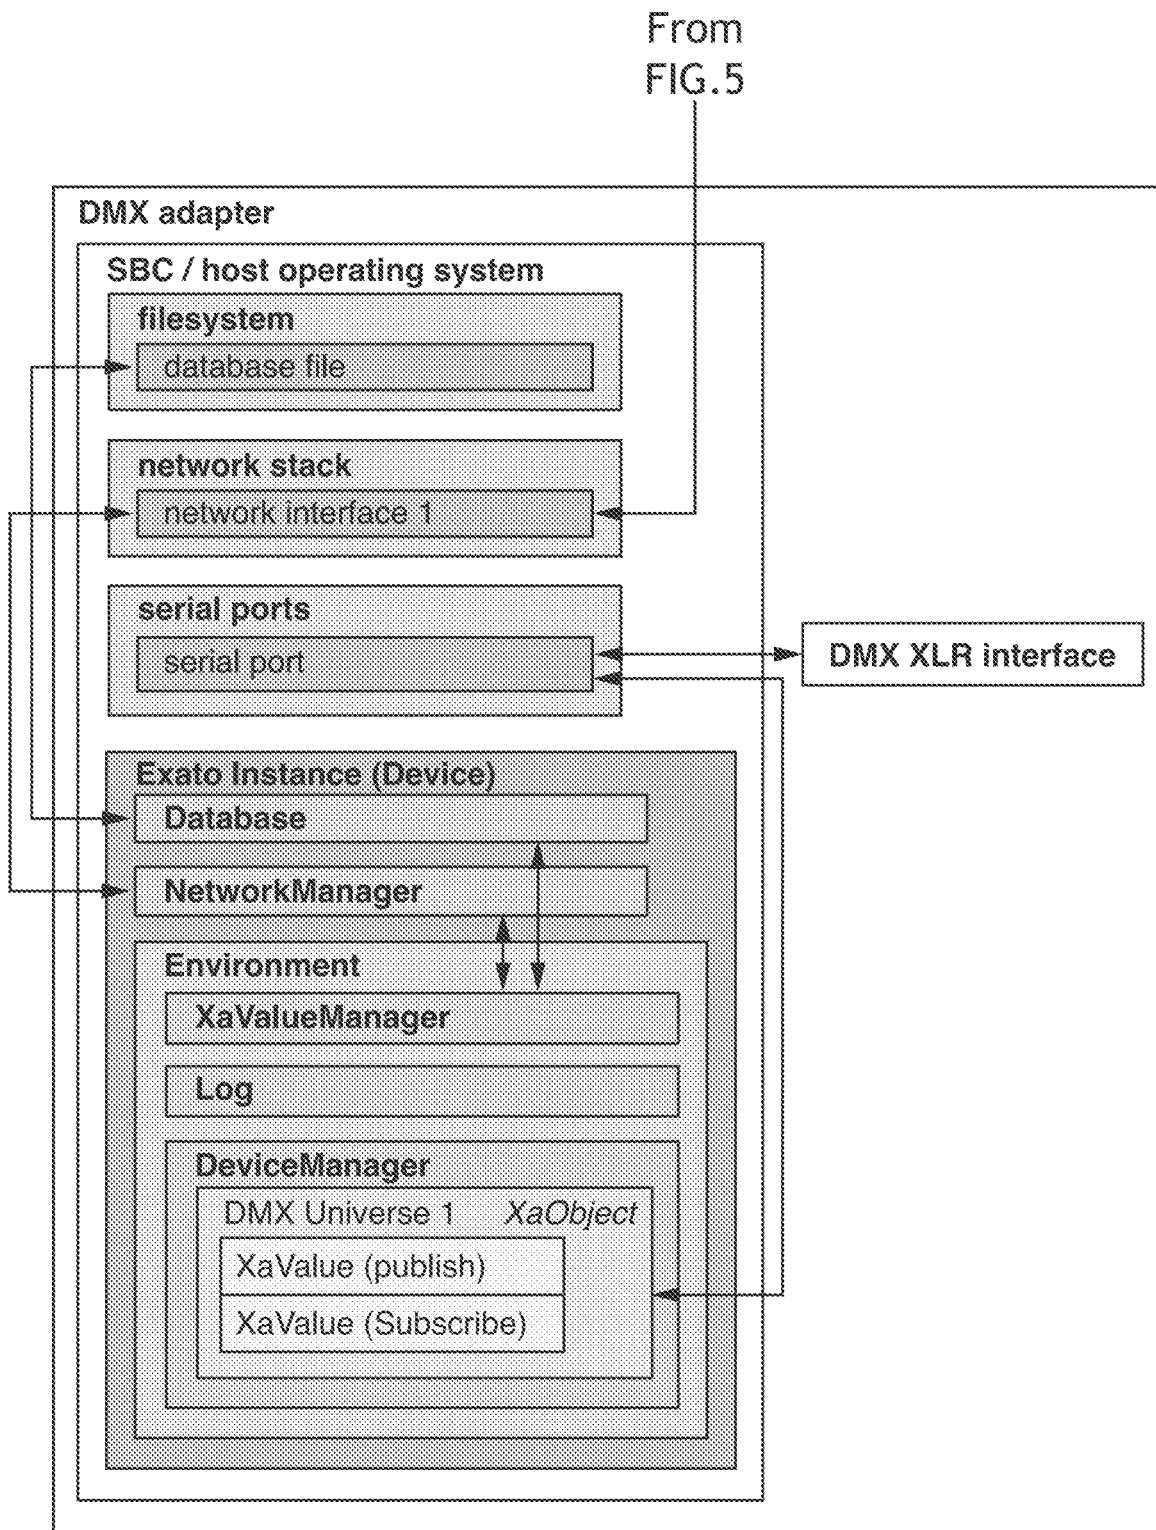 From
FIG.5
DMX adapter
SBC / host operating system
filesystem
database file
network stack
network interface 1
serial ports
serial port
DMX XLR interface
Exato Instance (Device)
Database
NetworkManager
Environment
XaValueManager
Log
DeviceManager
DMX Universe 1 XaObject
XaValue (publish)
XaValue (Subscribe)